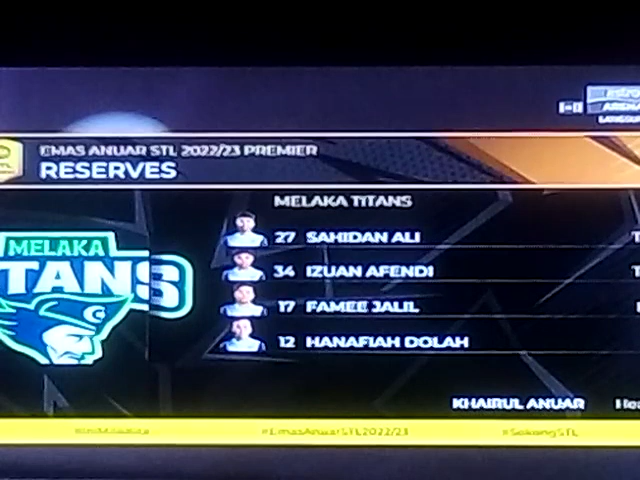 astro
ARENA
EMAS ANUAR STL 2022/23 PREMIER
RESERVES
MELAKA TITANS
MELAKA
TITANS
27 SAHIDAN ALI
34 IZUAN AFENDI
17 FAMEE JALIL
12 HANAFIAH DOLAH
KHAIRUL ANUAR
#EmasAnuarSTL2022/23
#SokongSTL